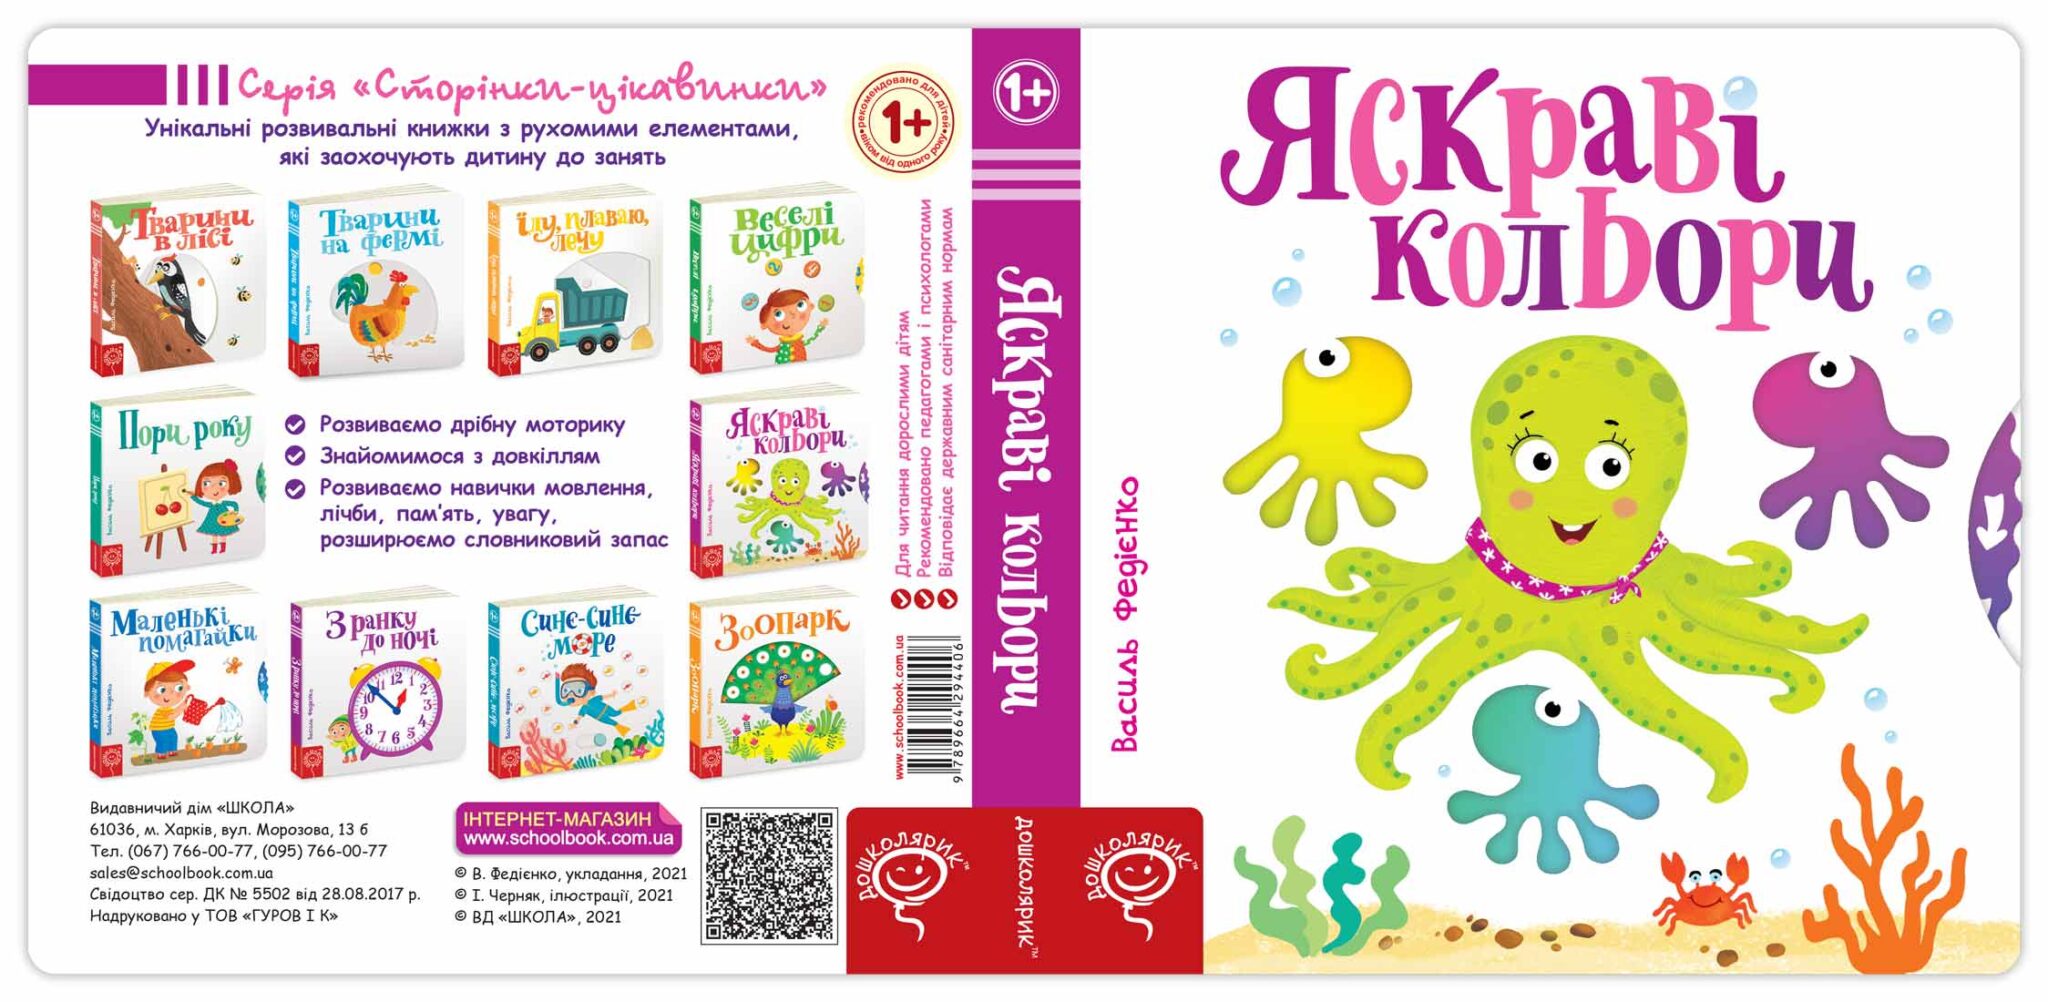 Серія «Сторінки-цікавинки»
Унікальні розвивальні книжки з рухомими елементами,
які заохочують дитину до занять
рекомендовано для дітей
віком від одного року
1+
Тварини
в лісі
Тварини
на фермі
Їду, плаваю,
лечу
Веселі
цифри
Пори року
Розвиваємо дрібну моторику
Знайомимося з довкіллям
Розвиваємо навички мовлення,
лічби, пам'ять, увагу,
розширюємо словниковий запас
Яскраві
кольори
Маленькі
помагайки
З ранку
до ночі
Синє-синє
море
Зоопарк
Для читання дорослими дітям
Рекомендовано педагогами і психологами
Відповідає державним санітарним нормам
www.schoolbook.com.ua
9 789664 294406
Видавничий дім «ШКОЛА»
61036, м. Харків, вул. Морозова, 13 б
Тел. (067) 766-00-77, (095) 766-00-77
sales@schoolbook.com.ua
Свідоцтво сер. ДК № 5502 від 28.08.2017 р.
Надруковано у ТОВ «ГУРОВ І К»
ІНТЕРНЕТ-МАГАЗИН
www.schoolbook.com.ua
© В. Федієнко, укладання, 2021
© І. Черняк, ілюстрації, 2021
© ВД «ШКОЛА», 2021
ДОШКОЛЯРИК™
1+
Яскраві кольори
ДОШКОЛЯРИК™
ДОШКОЛЯРИК™
Василь Федієнко
Яскраві
кольори